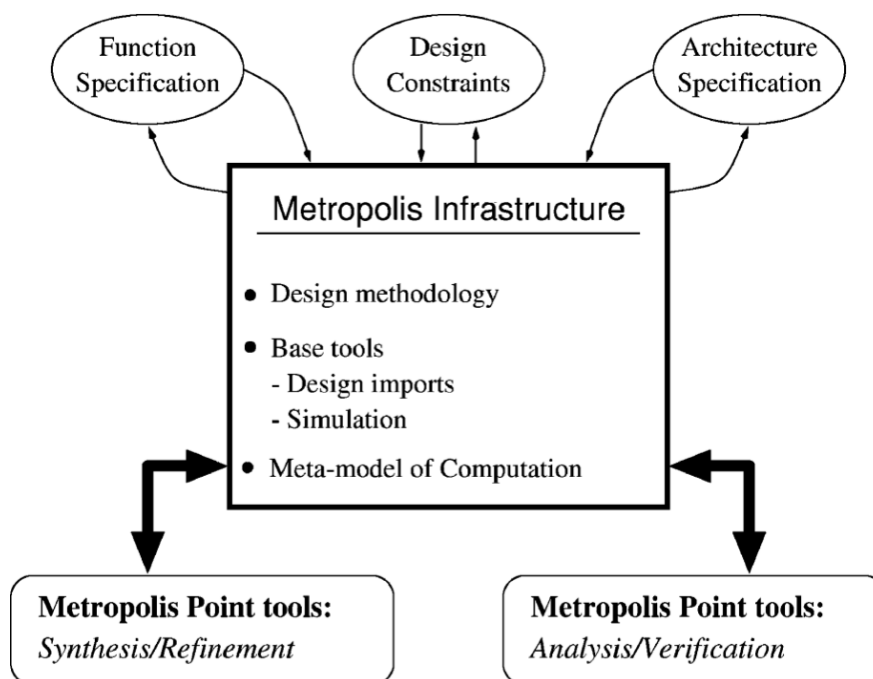 Function
Specification
Design
Constraints
Architecture
Specification
Metropolis Infrastructure
• Design methodology
• Base tools
- Design imports
- Simulation
• Meta-model of Computation
Metropolis Point tools:
Synthesis/Refinement
Metropolis Point tools:
Analysis/Verification